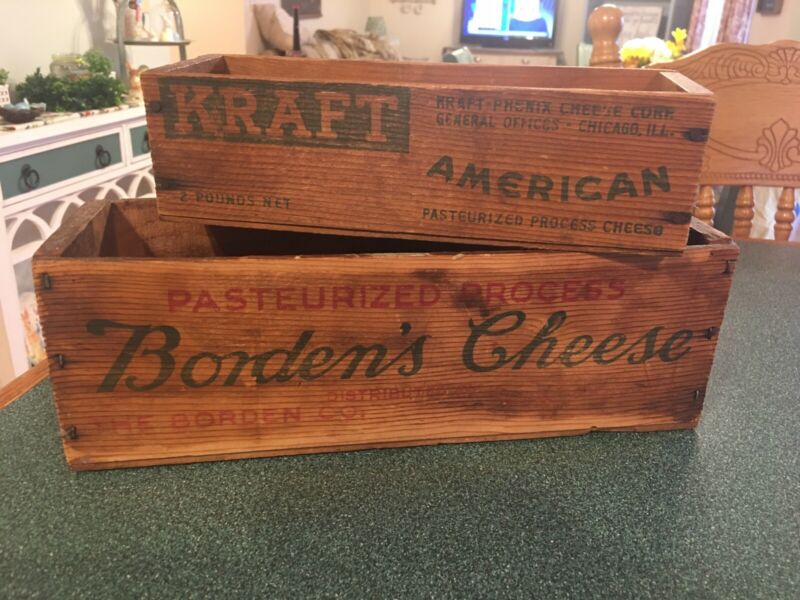 KRAFT
KRAFT-PHENIX CHEESE CORP.
GENERAL OFFICES - CHICAGO, ILL.
AMERICAN
2 POUNDS NET
PASTEURIZED PROCESS CHEESE
PASTEURIZED PROCESS
Borden's Cheese
THE BORDEN CO.